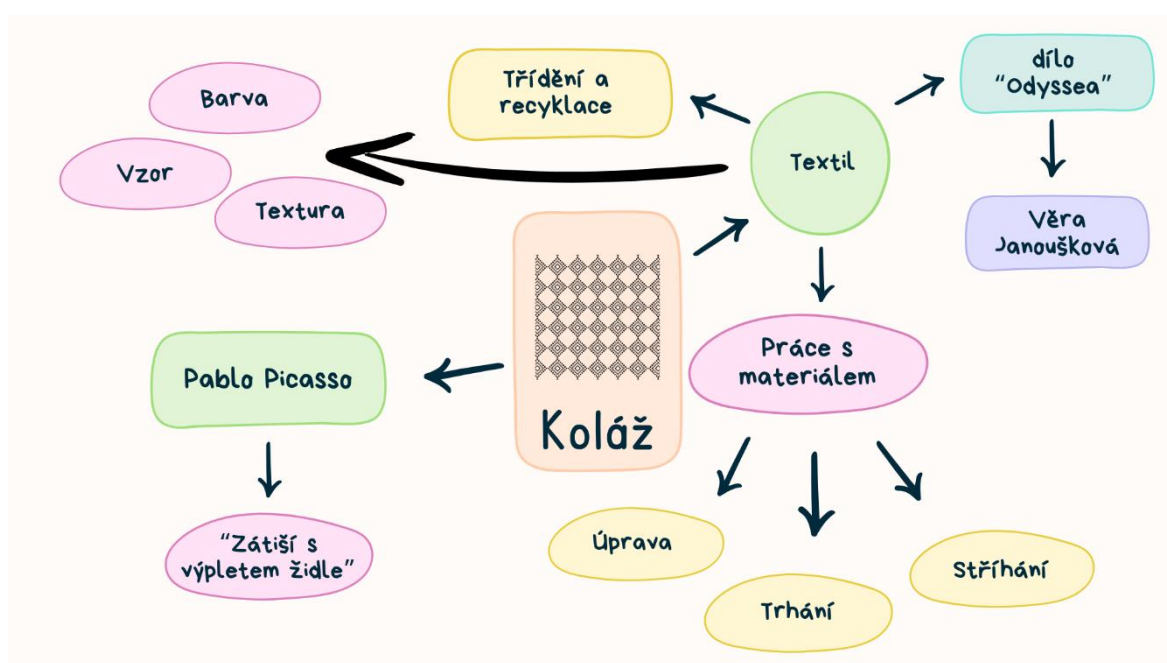 Třídění a
recyklace
dílo
"Odyssea"
Barva
Vzor
Textura
Textil
Věra
Janoušková
Koláž
Pablo Picasso
Práce s
materiálem
"Zátiší s
výpletem židle"
Úprava
Trhání
Stříhání